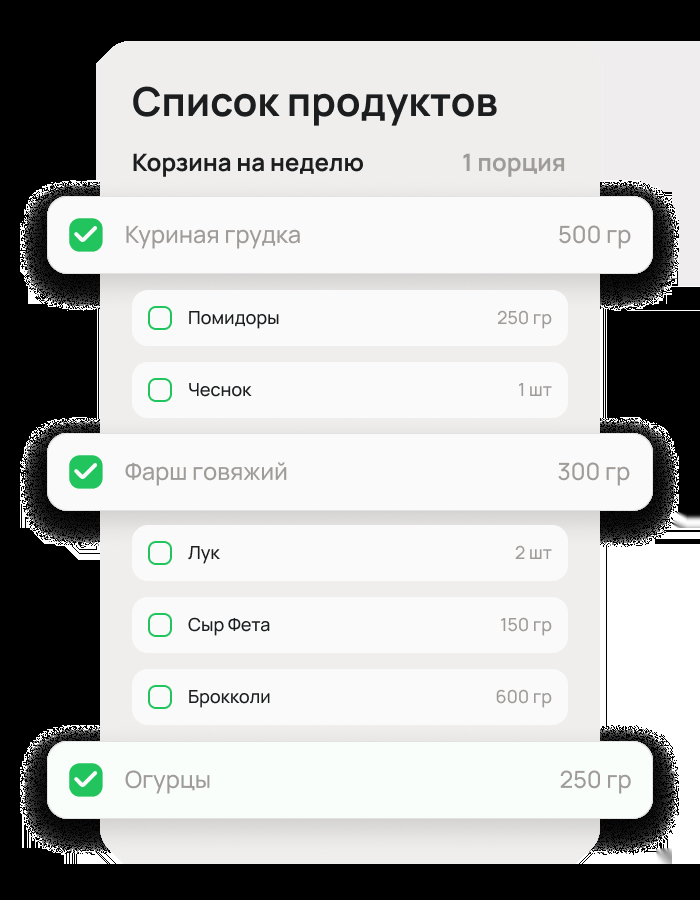 Список продуктов
Корзина на неделю 1 порция
Куриная грудка 500 гр
Помидоры 250 гр
Чеснок 1 шт
Фарш говяжий 300 гр
Лук 2 шт
Сыр Фета 150 гр
Брокколи 600 гр
Огурцы 250 гр